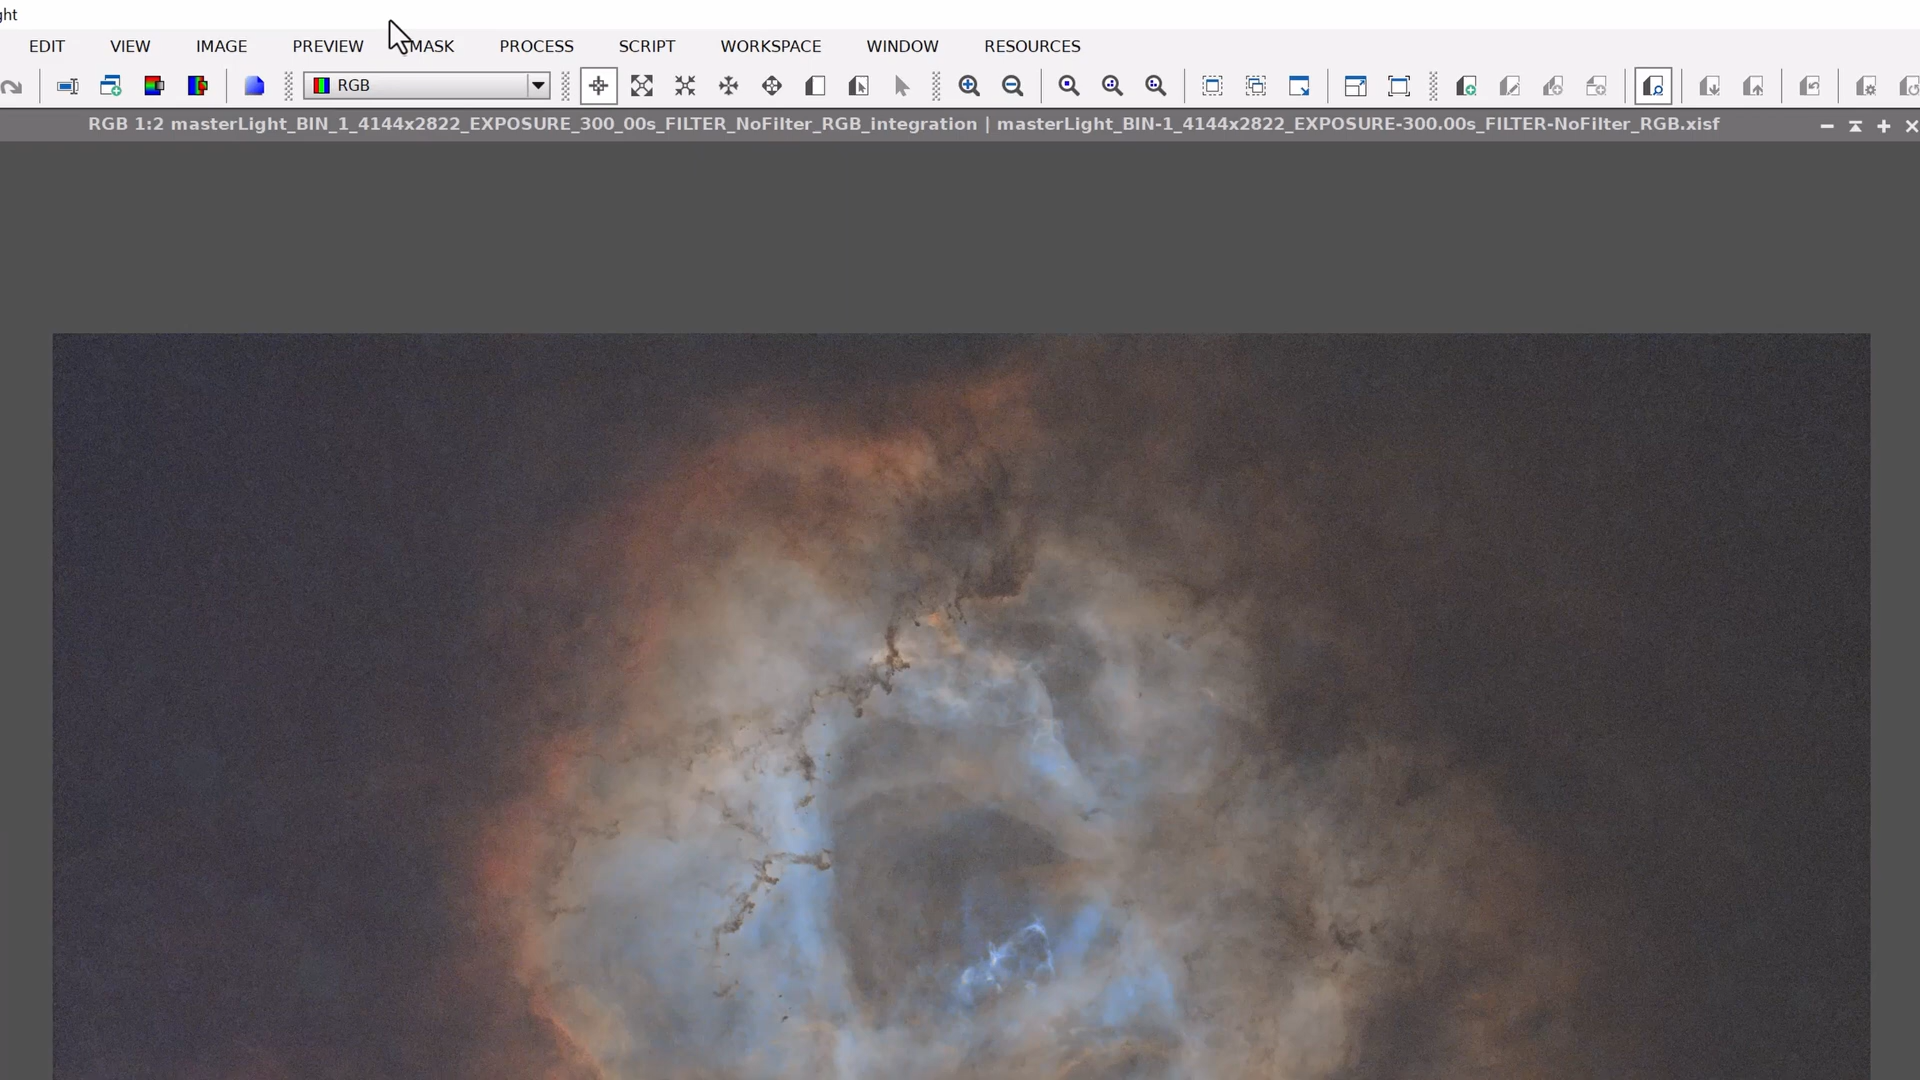 ght
EDIT VIEW IMAGE PREVIEW MASK PROCESS SCRIPT WORKSPACE WINDOW RESOURCES
RGB
RGB 1:2 masterLight_BIN_1_4144x2822_EXPOSURE_300_00s_FILTER_NoFilter_RGB_integration | masterLight_BIN-1_4144x2822_EXPOSURE-300.00s_FILTER-NoFilter_RGB.xisf